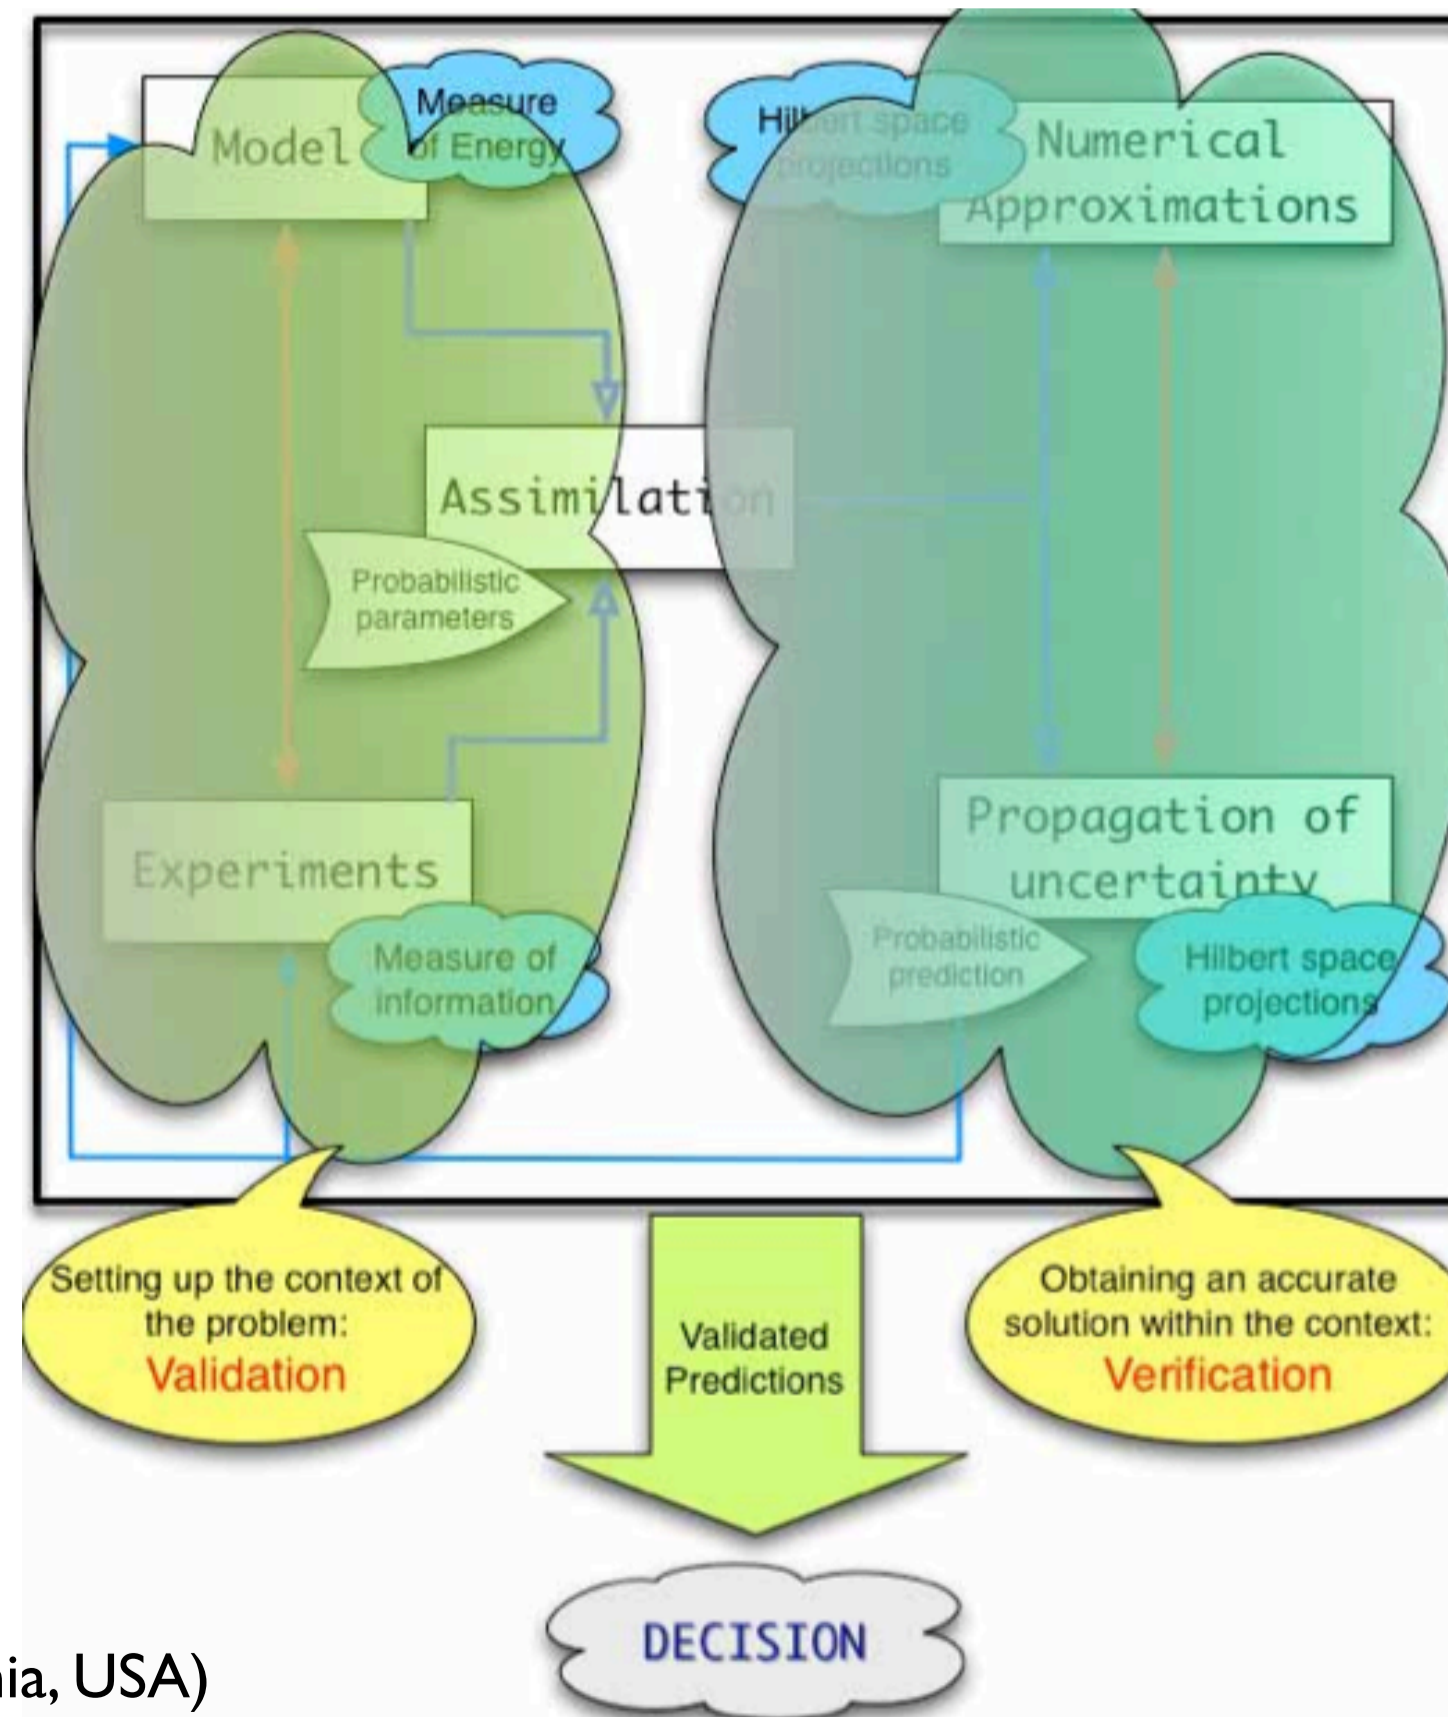 Model
Measure
of Energy
Hilbert space
projections
Numerical
Approximations
Assimilation
Probabilistic
parameters
Experiments
Measure of
information
Propagation of
uncertainty
Probabilistic
prediction
Hilbert space
projections
Setting up the context of
the problem:
Validation
Validated
Predictions
Obtaining an accurate
solution within the context:
Verification
DECISION
USA)